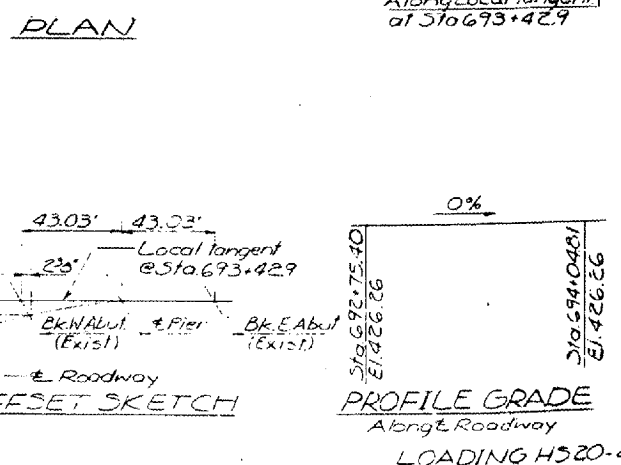 PLAN
Along Local Tangent
at Sta 693+42.9
43.03' 43.03'
Local tangent
@ Sta. 693+42.9
Bk. W. Abut.
(Exist)
℄ Pier
Bk. E. Abut
(Exist)
℄ Roadway
OFFSET SKETCH
0%
Sta 692+75.40
El. 426.26
Sta 694+04.81
El. 426.26
PROFILE GRADE
Along ℄ Roadway
LOADING HS20-